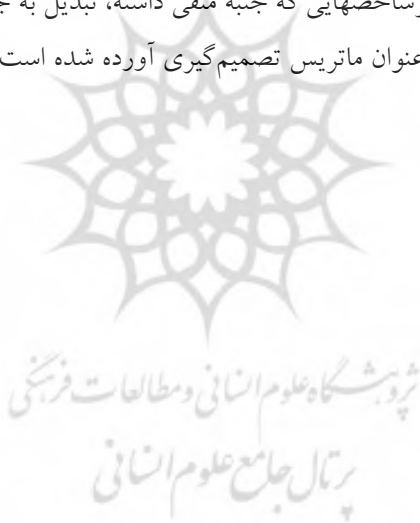 رشاخصهایی که جنبه منفی داشته، تبدیل به ج
عنوان ماتریس تصمیم‌گیری آورده شده است
پژوهشگاه علوم انسانی و مطالعات فرهنگی
پرتال جامع علوم انسانی